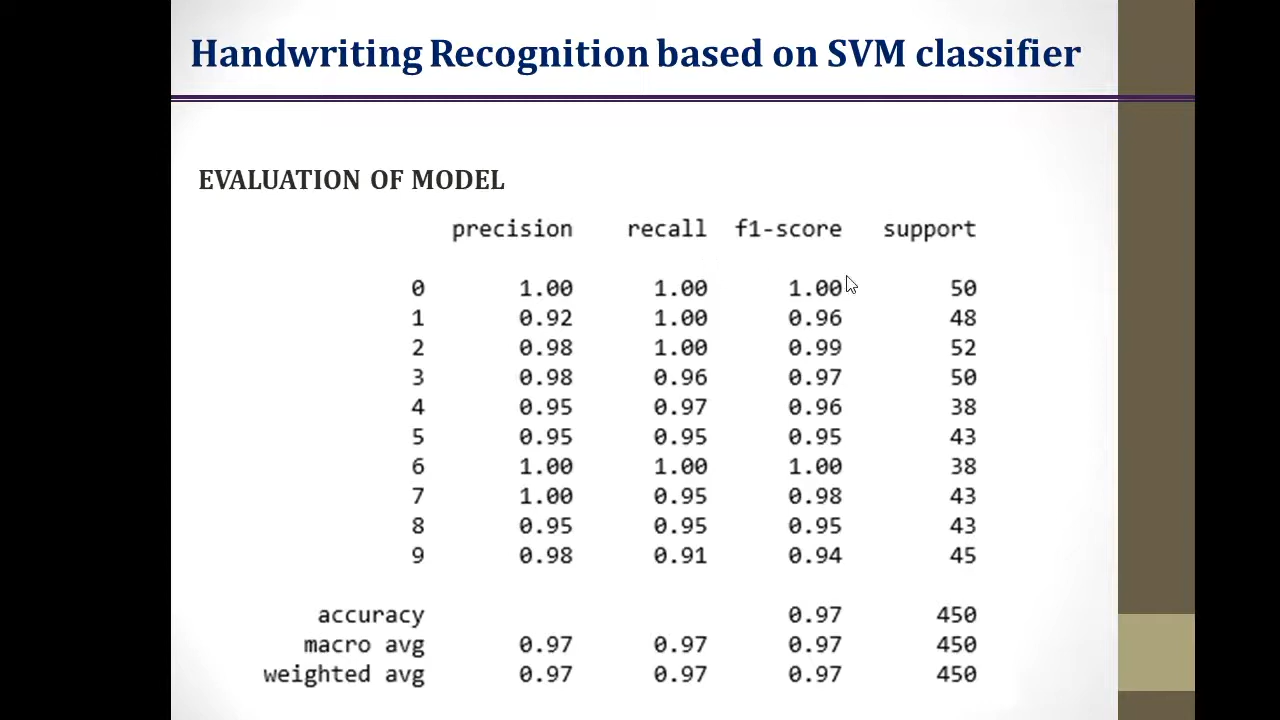 Handwriting Recognition based on SVM classifier
EVALUATION OF MODEL
precision recall f1-score support
0 1.00 1.00 1.00 50
1 0.92 1.00 0.96 48
2 0.98 1.00 0.99 52
3 0.98 0.96 0.97 50
4 0.95 0.97 0.96 38
5 0.95 0.95 0.95 43
6 1.00 1.00 1.00 38
7 1.00 0.95 0.98 43
8 0.95 0.95 0.95 43
9 0.98 0.91 0.94 45
accuracy 0.97 450
macro avg 0.97 0.97 0.97 450
weighted avg 0.97 0.97 0.97 450